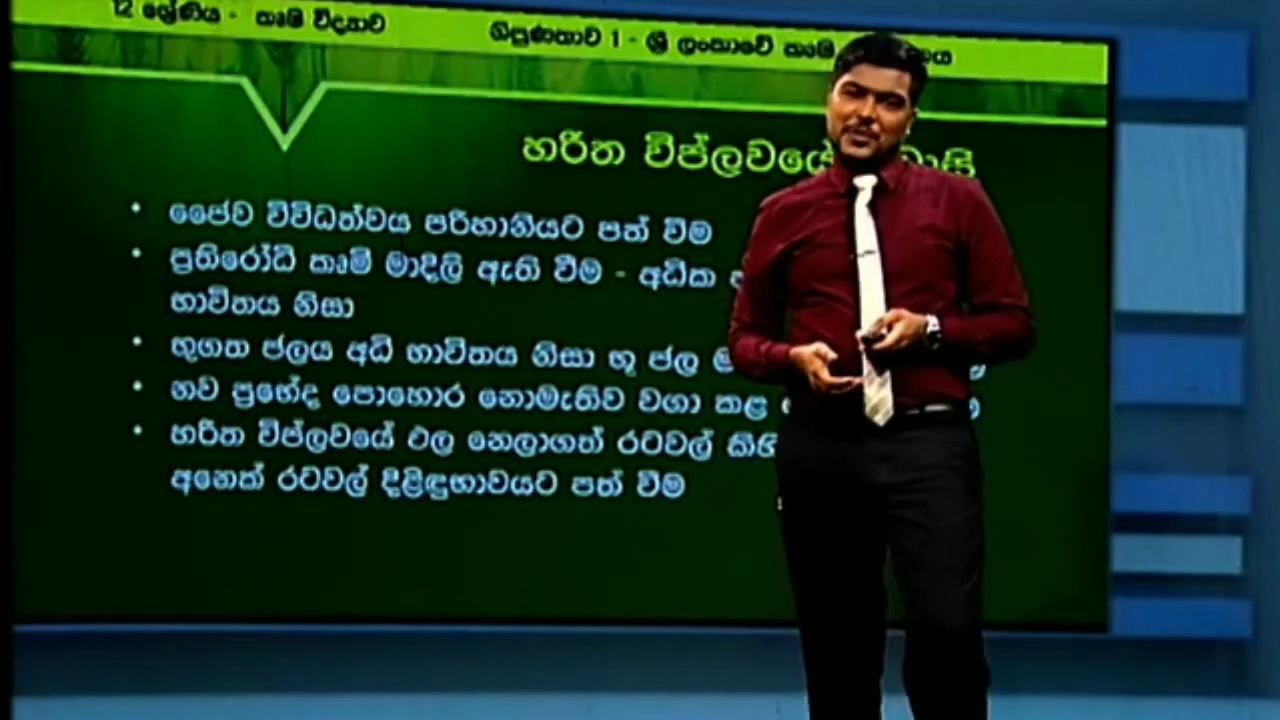 12 ශ්‍රේණිය - කෘෂි විද්‍යාව
නිපුණතාව 1 - ශ්‍රී ලංකාවේ කෘෂි
හරිත විප්ලවයේ
• ජෛව විවිධත්වය පරිහානියට පත් වීම
• ප්‍රතිරෝධී කෘමි මාදිලි ඇති වීම - අධික
භාවිතය නිසා
• භූගත ජලය අධි භාවිතය නිසා භූ ජල
• නව ප්‍රභේද පොහොර නොමැතිව වගා කළ
• හරිත විප්ලවයේ ඵල නෙලාගත් රටවල්
අනෙක් රටවල් දිළිඳුභාවයට පත් වීම